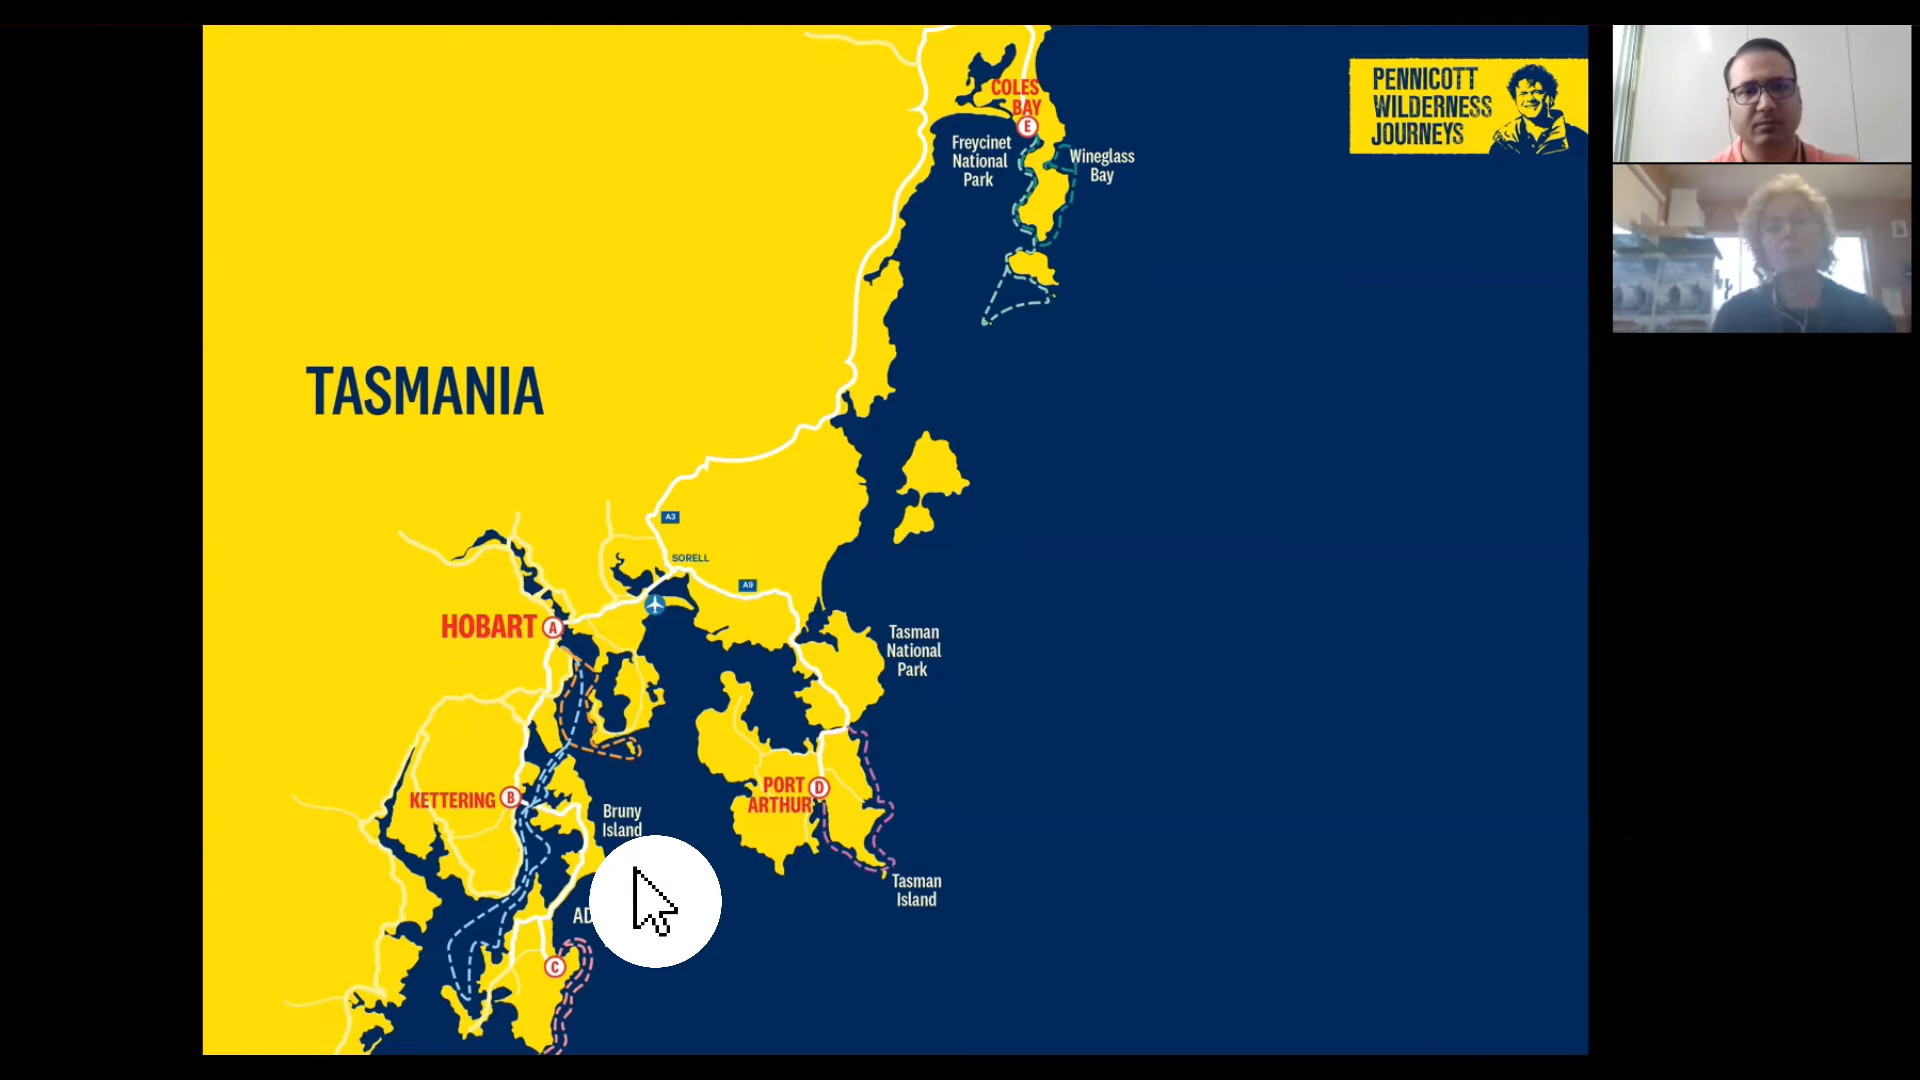 COLES
BAY
E
PENNICOTT
WILDERNESS
JOURNEYS
Freycinet
National
Park
Wineglass
Bay
TASMANIA
A3
SORELL
A9
HOBART A
Tasman
National
Park
KETTERING B
PORT
ARTHUR
D
Bruny
Island
Tasman
Island
AD
C